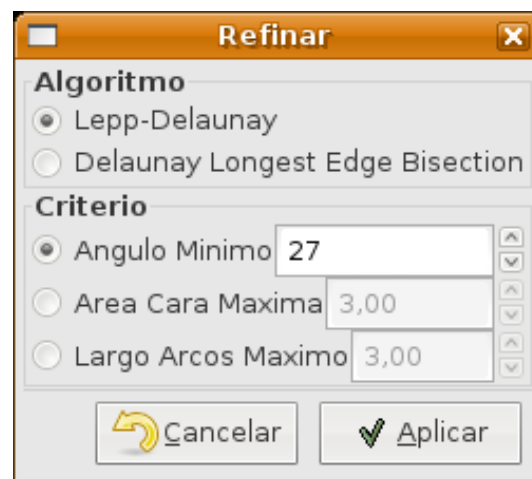 Refinar
Algoritmo
Lepp-Delaunay
Delaunay Longest Edge Bisection
Criterio
Angulo Minimo 27
Area Cara Maxima 3,00
Largo Arcos Maximo 3,00
Cancelar Aplicar